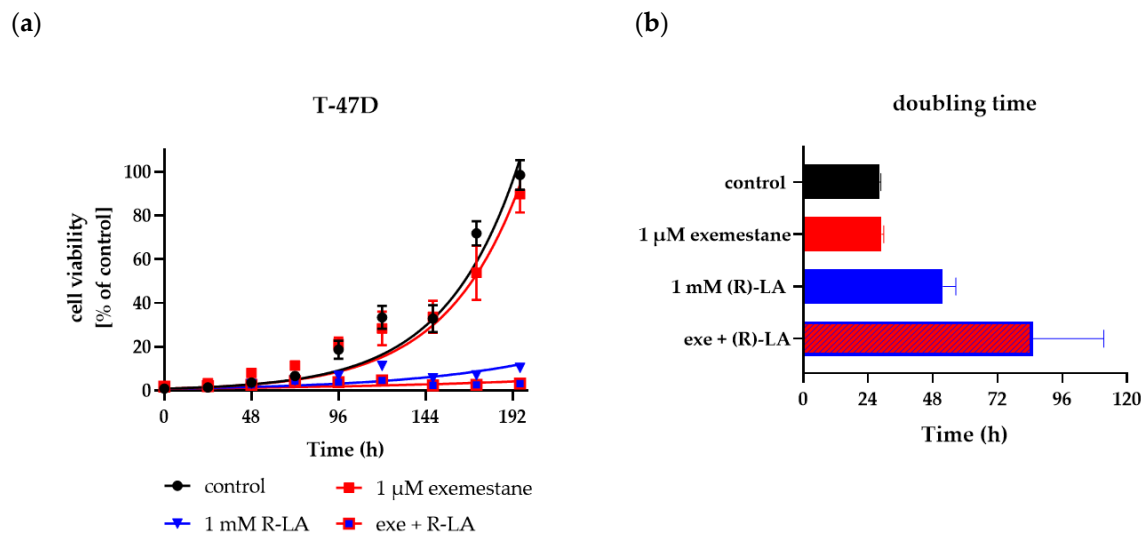 (a)
T-47D
cell viability
[% of control]
100
80
60
40
20
0
0 48 96 144 192
Time (h)
control
1 µM exemestane
1 mM R-LA
exe + R-LA
(b)
doubling time
control
1 µM exemestane
1 mM (R)-LA
exe + (R)-LA
0 24 48 72 96 120
Time (h)